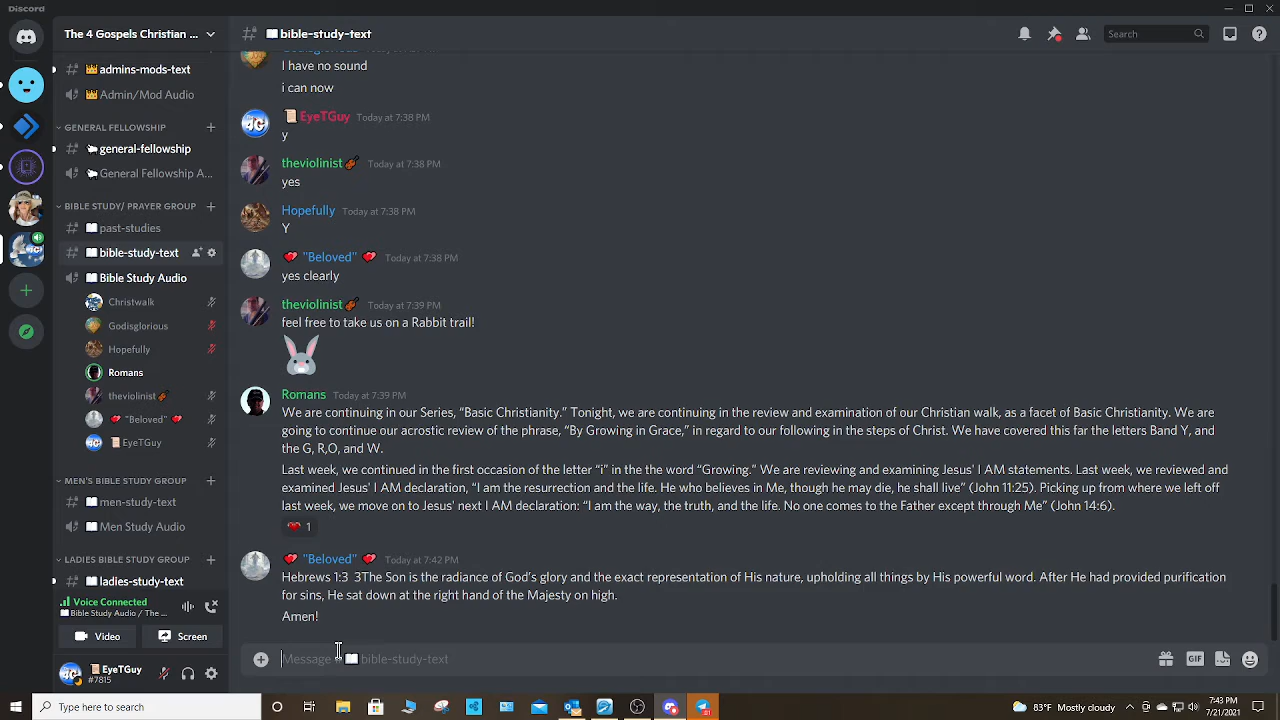 Discord
The 4 Gospels Christian ...
bible-study-text
Search
admins-mods-text
Admin/Mod Audio
GENERAL FELLOWSHIP
general-fellowship
General Fellowship A...
BIBLE STUDY/ PRAYER GROUP
past-studies
bible-study-text
Bible Study Audio
Christwalk
Godisglorious
Hopefully
Romans
theviolinist
"Beloved"
EyeTGuy
MEN'S BIBLE STUDY GROUP
men-study-text
Men Study Audio
LADIES BIBLE STUDY GROUP
ladies-study-text
Voice Connected
Bible Study Audio / The ...
Video Screen
EyeTGuy
#7815
I have no sound
i can now
EyeTGuy Today at 7:38 PM
y
theviolinist Today at 7:38 PM
yes
Hopefully Today at 7:38 PM
Y
"Beloved" Today at 7:38 PM
yes clearly
theviolinist Today at 7:39 PM
feel free to take us on a Rabbit trail!
Romans Today at 7:39 PM
We are continuing in our Series, “Basic Christianity.” Tonight, we are continuing in the review and examination of our Christian walk, as a facet of Basic Christianity. We are
going to continue our acrostic review of the phrase, “By Growing in Grace,” in regard to our following in the steps of Christ. We have covered this far the letters Band Y, and
the G, R,O, and W.
Last week, we continued in the first occasion of the letter “i” in the the word “Growing.” We are reviewing and examining Jesus' I AM statements. Last week, we reviewed and
examined Jesus' I AM declaration, “I am the resurrection and the life. He who believes in Me, though he may die, he shall live” (John 11:25). Picking up from where we left off
last week, we move on to Jesus' next I AM declaration: “I am the way, the truth, and the life. No one comes to the Father except through Me” (John 14:6).
1
"Beloved" Today at 7:42 PM
Hebrews 1:3 3The Son is the radiance of God’s glory and the exact representation of His nature, upholding all things by His powerful word. After He had provided purification
for sins, He sat down at the right hand of the Majesty on high.
Amen!
Message bible-study-text
GIF
Type here to search
83°F Mostly cloudy
7:43 PM
7/21/2021